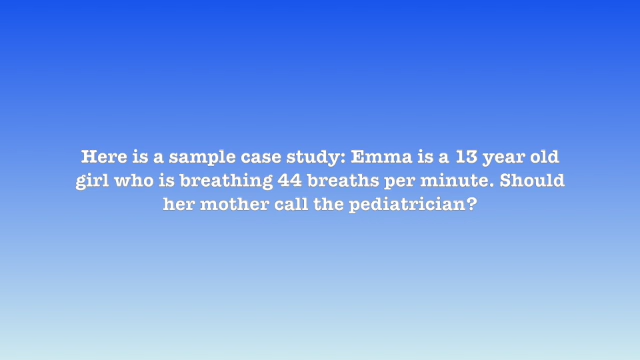 Here is a sample case study: Emma is a 13 year old
girl who is breathing 44 breaths per minute. Should
her mother call the pediatrician?